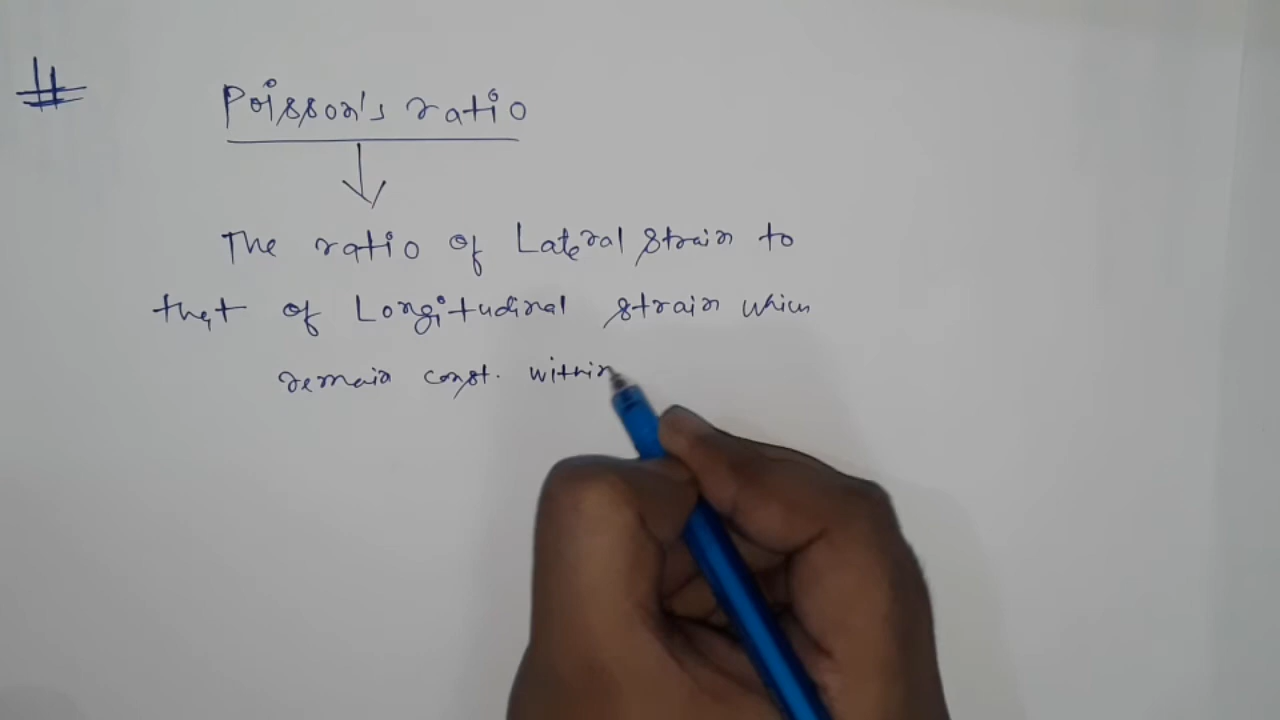 #
Poisson's ratio
The ratio of Lateral strain to
that of Longitudinal strain which
remain const. within